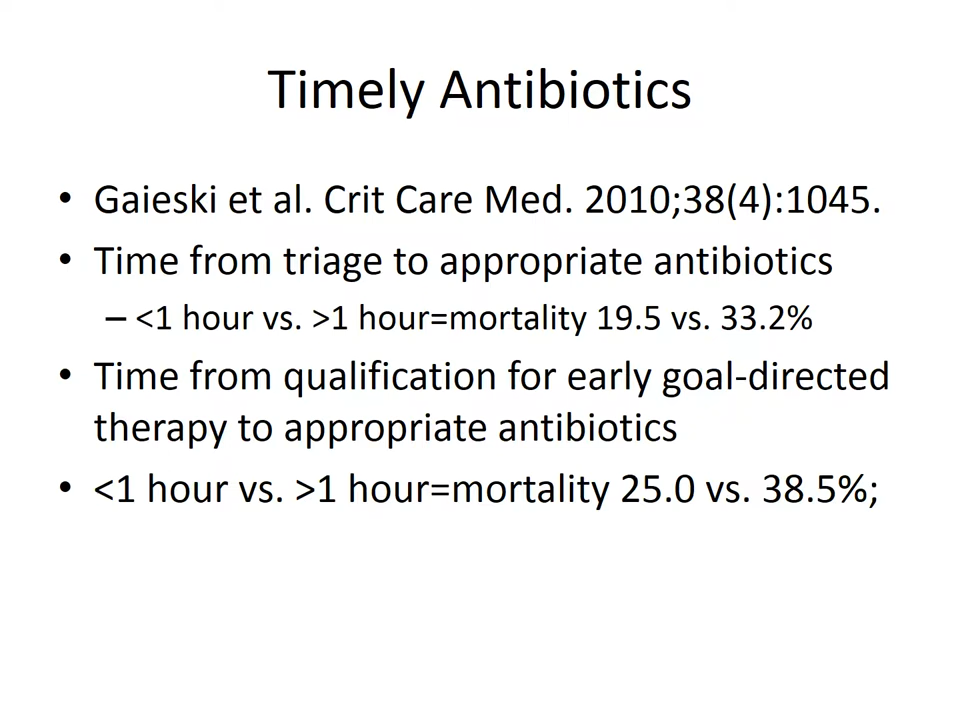 Timely Antibiotics
• Gaieski et al. Crit Care Med. 2010;38(4):1045.
• Time from triage to appropriate antibiotics
– <1 hour vs. >1 hour=mortality 19.5 vs. 33.2%
• Time from qualification for early goal-directed
therapy to appropriate antibiotics
• <1 hour vs. >1 hour=mortality 25.0 vs. 38.5%;